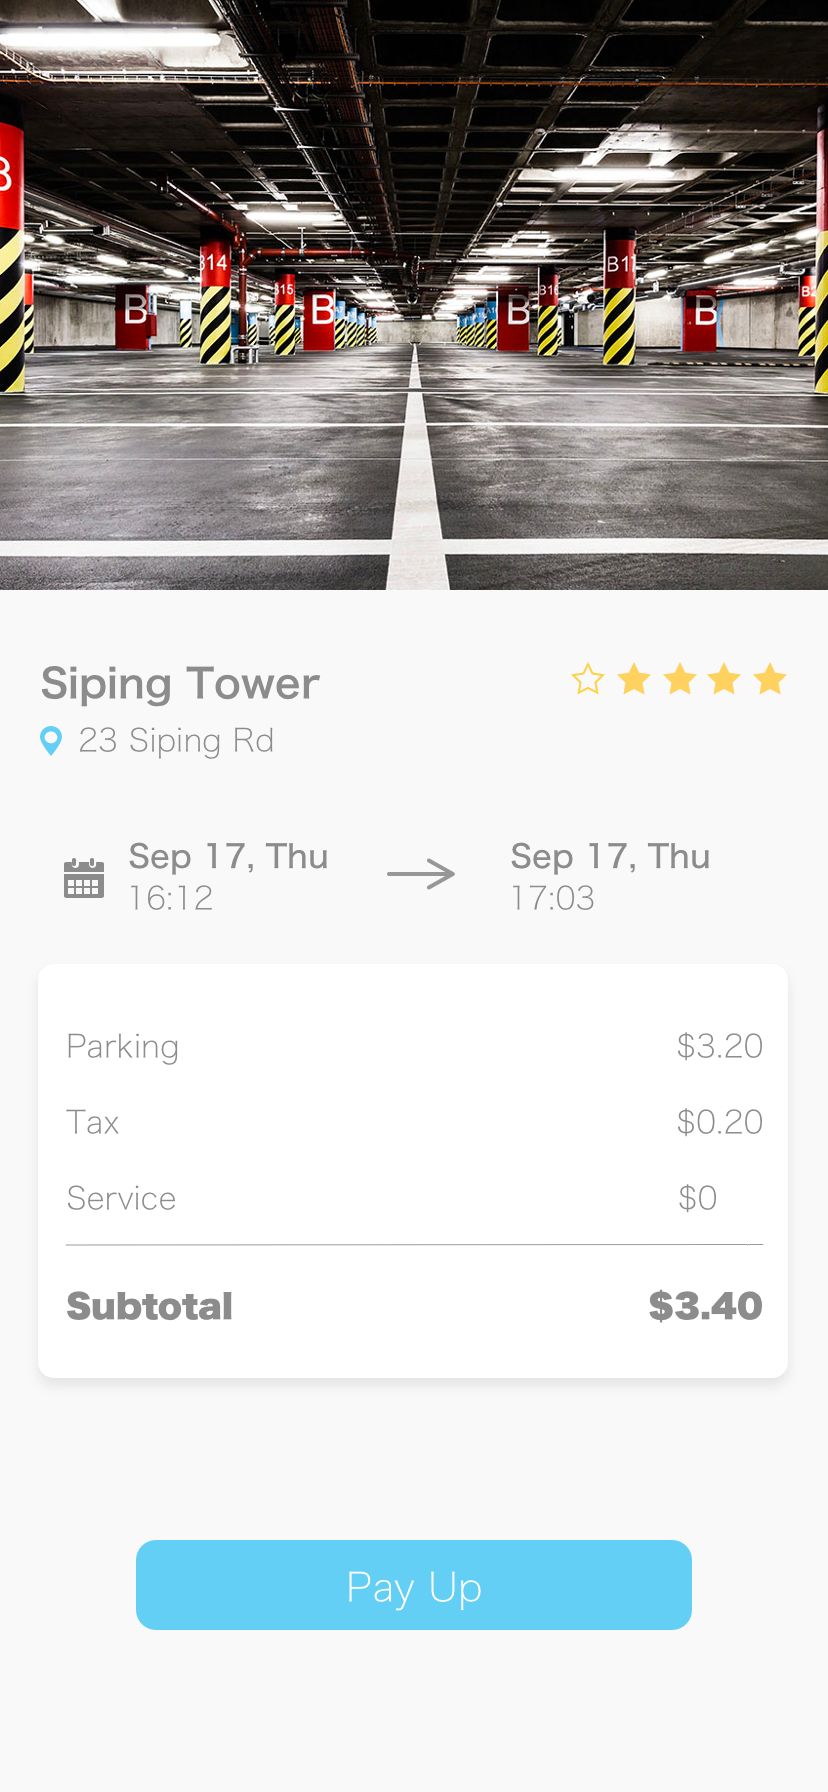 B14
B15
B
B
B
B16
B
B
Siping Tower
23 Siping Rd
Sep 17, Thu
Sep 17, Thu
16:12
17:03
Parking $3.20
Tax $0.20
Service $0
Subtotal $3.40
Pay Up